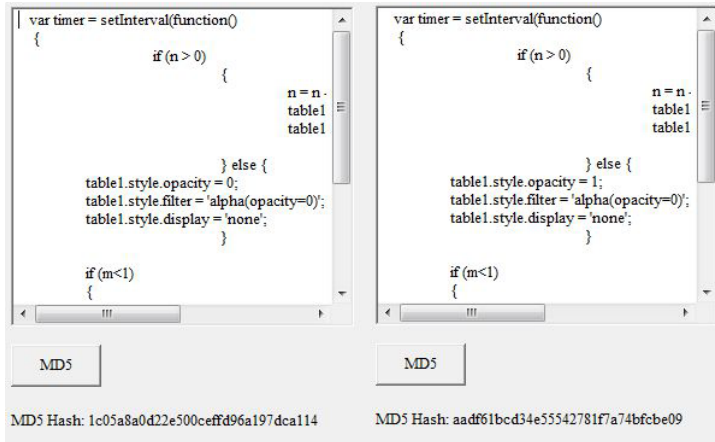 var timer = setInterval(function()
{
if (n > 0)
{
n = n -
table1
table1
} else {
table1.style.opacity = 0;
table1.style.filter = 'alpha(opacity=0)';
table1.style.display = 'none';
}
if (m<1)
{
MD5
MD5 Hash: 1c05a8a0d22e500ceffd96a197dca114
var timer = setInterval(function()
{
if (n > 0)
{
n = n -
table1
table1
} else {
table1.style.opacity = 1;
table1.style.filter = 'alpha(opacity=0)';
table1.style.display = 'none';
}
if (m<1)
{
MD5
MD5 Hash: aadf61bcd34e55542781f7a74bfcbe09